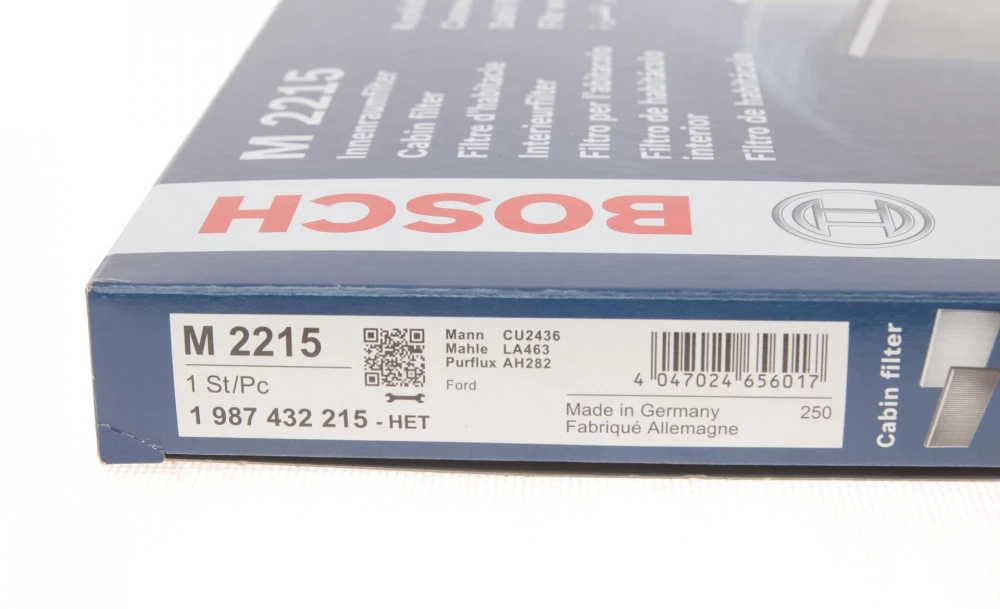 M 2215
Innenraumfilter
Cabin filter
Filtre d'habitacle
Interieurfilter
Filtro per l'abitacolo
Filtro de habitáculo
interior
Filtro de habitáculo
BOSCH
M 2215
1 St/Pc
1 987 432 215 - HET
Mann CU2436
Mahle LA463
Purflux AH282
Ford
4 047024 656017
Made in Germany 250
Fabriqué Allemagne
Cabin filter